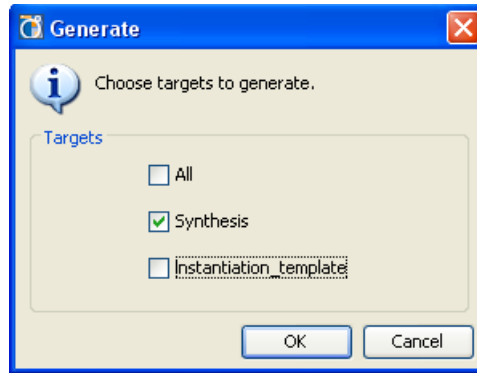 Generate
Choose targets to generate.
Targets
All
Synthesis
Instantiation_template
OK Cancel